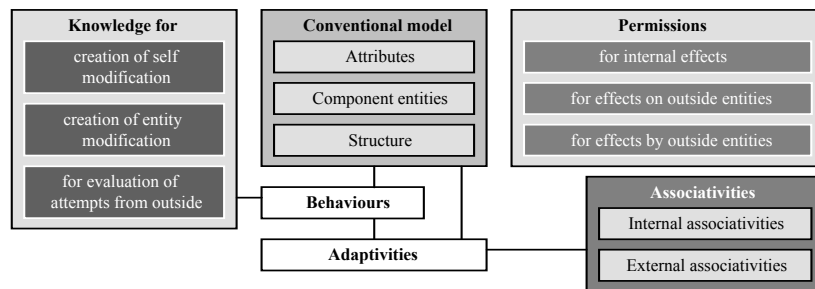 Knowledge for
creation of self
modification
creation of entity
modification
for evaluation of
attempts from outside
Conventional model
Attributes
Component entities
Structure
Behaviours
Adaptivities
Permissions
for internal effects
for effects on outside entities
for effects by outside entities
Associativities
Internal associativities
External associativities